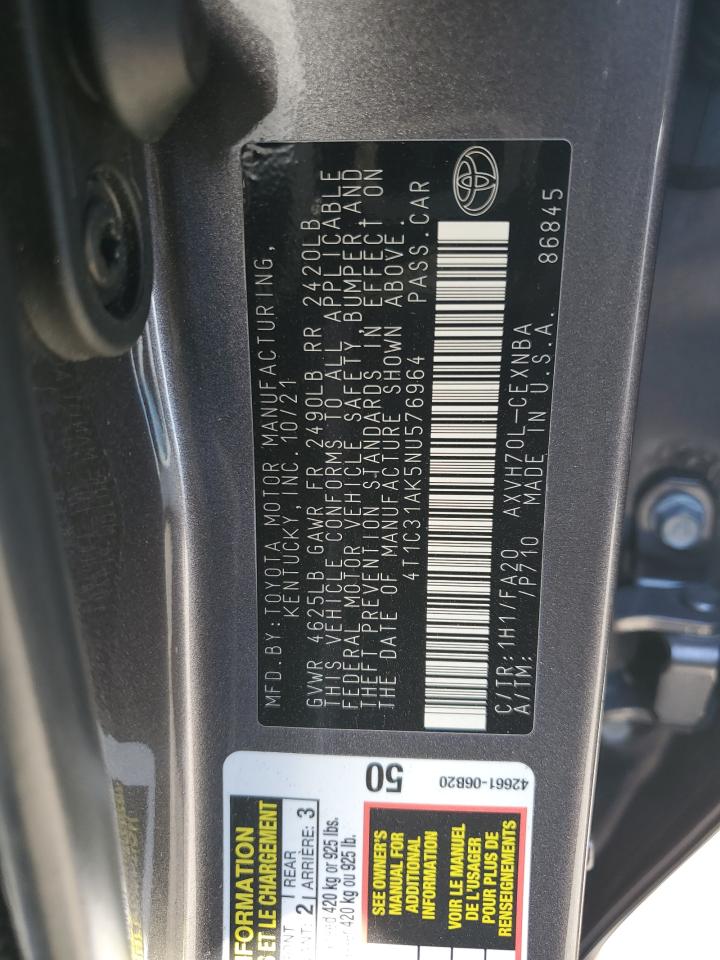 MFD.BY:TOYOTA MOTOR MANUFACTURING,
KENTUCKY, INC. 10/21
GVWR 4625LB GAWR FR 2490LB RR 2420LB
THIS VEHICLE CONFORMS TO ALL APPLICABLE
FEDERAL MOTOR VEHICLE SAFETY, BUMPER AND
THEFT PREVENTION STANDARDS IN EFFECT ON
THE DATE OF MANUFACTURE SHOWN ABOVE.
4T1C31AK5NU576964 PASS.CAR
C/TR:1H1/FA20 AXVH70L-CEXNBA 86845
A/TM: /P710 MADE IN U.S.A.
50
42661-06B20
INFORMATION
S ET LE CHARGEMENT
REAR
2 ARRIÈRE: 3
420 kg or 925 lbs.
420 kg ou 925 lb.
SEE OWNER'S
MANUAL FOR
ADDITIONAL
INFORMATION
VOIR LE MANUEL
DE L'USAGER
POUR PLUS DE
RENSEIGNEMENTS